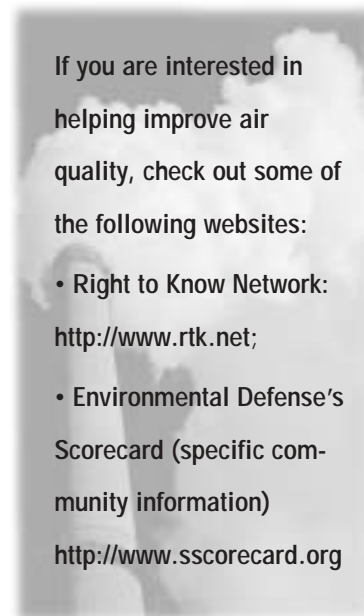 If you are interested in
helping improve air
quality, check out some of
the following websites:
• Right to Know Network:
http://www.rtk.net;
• Environmental Defense's
Scorecard (specific com-
munity information)
http://www.sscorecard.org